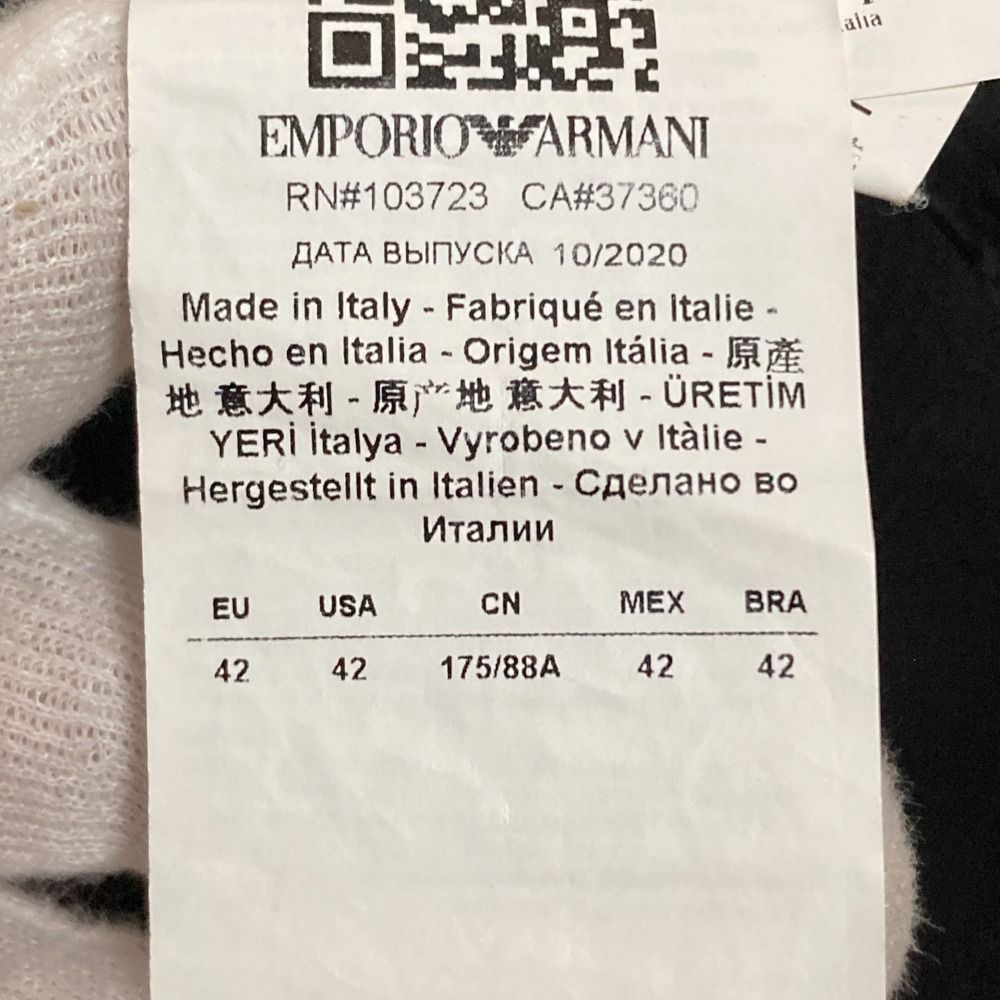 EMPORIO ARMANI
RN#103723 CA#37360
ДАТА ВЫПУСКА 10/2020
Made in Italy - Fabriqué en Italie -
Hecho en Italia - Origem Itália - 原產
地 意大利 - 原产地 意大利 - ÜRETİM
YERİ İtalya - Vyrobeno v Itàlie -
Hergestellt in Italien - Сделано во
Италии
EU USA CN MEX BRA
42 42 175/88A 42 42